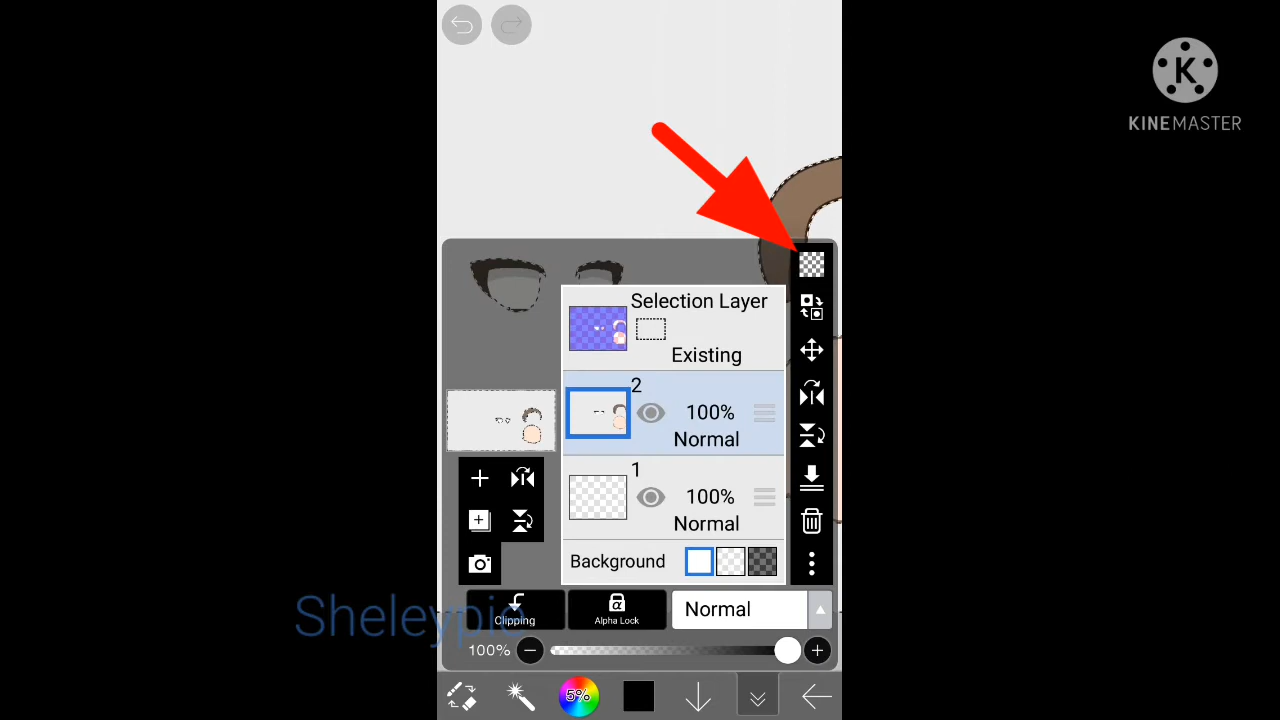 K
KINEMASTER
Selection Layer
Existing
2
100%
Normal
1
100%
Normal
Background
Clipping
α
Alpha Lock
Normal
Sheleypie
100%
5%